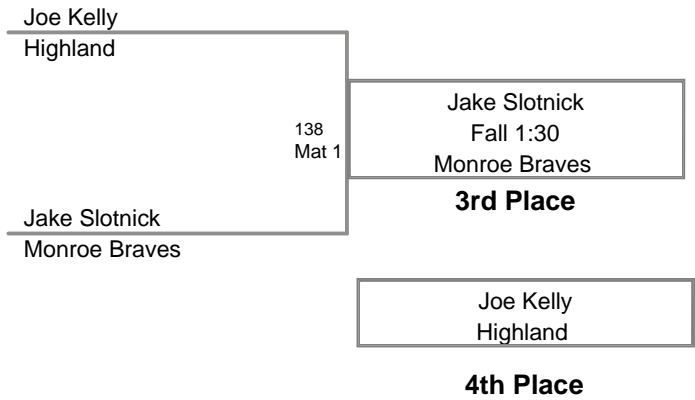 Joe Kelly
Highland
138
Mat 1
Jake Slotnick
Fall 1:30
Monroe Braves
3rd Place
Jake Slotnick
Monroe Braves
Joe Kelly
Highland
4th Place